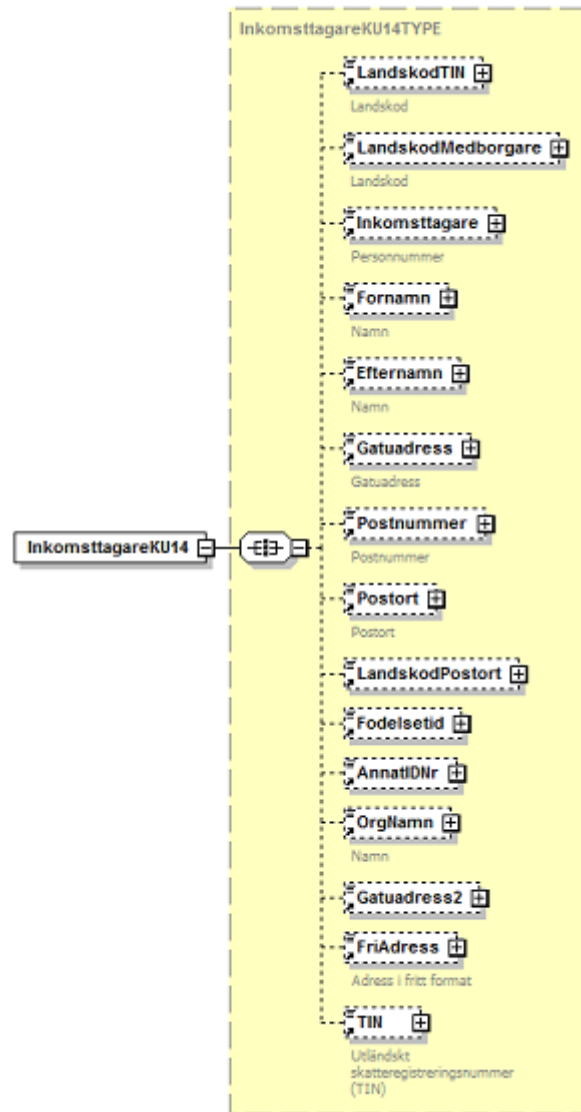 InkomsttagareKU14TYPE
LandskodTIN
Landskod
LandskodMedborgare
Landskod
Inkomsttagare
Personnummer
Fornamn
Namn
Efternamn
Namn
Gatuadress
Gatuadress
InkomsttagareKU14
Postnummer
Postnummer
Postort
Postort
LandskodPostort
Fodelsetid
AnnatIDNr
OrgNamn
Namn
Gatuadress2
FriAdress
Adress i fritt format
TIN
Utländskt
skatteregistreringsnummer
(TIN)